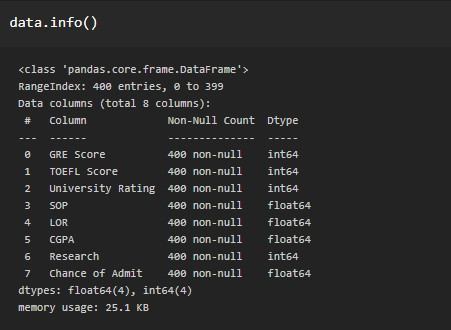 data.info()
<class 'pandas.core.frame.DataFrame'>
RangeIndex: 400 entries, 0 to 399
Data columns (total 8 columns):
 #   Column             Non-Null Count  Dtype
---  ------             --------------  -----
 0   GRE Score          400 non-null    int64
 1   TOEFL Score        400 non-null    int64
 2   University Rating  400 non-null    int64
 3   SOP                400 non-null    float64
 4   LOR                400 non-null    float64
 5   CGPA               400 non-null    float64
 6   Research           400 non-null    int64
 7   Chance of Admit    400 non-null    float64
dtypes: float64(4), int64(4)
memory usage: 25.1 KB